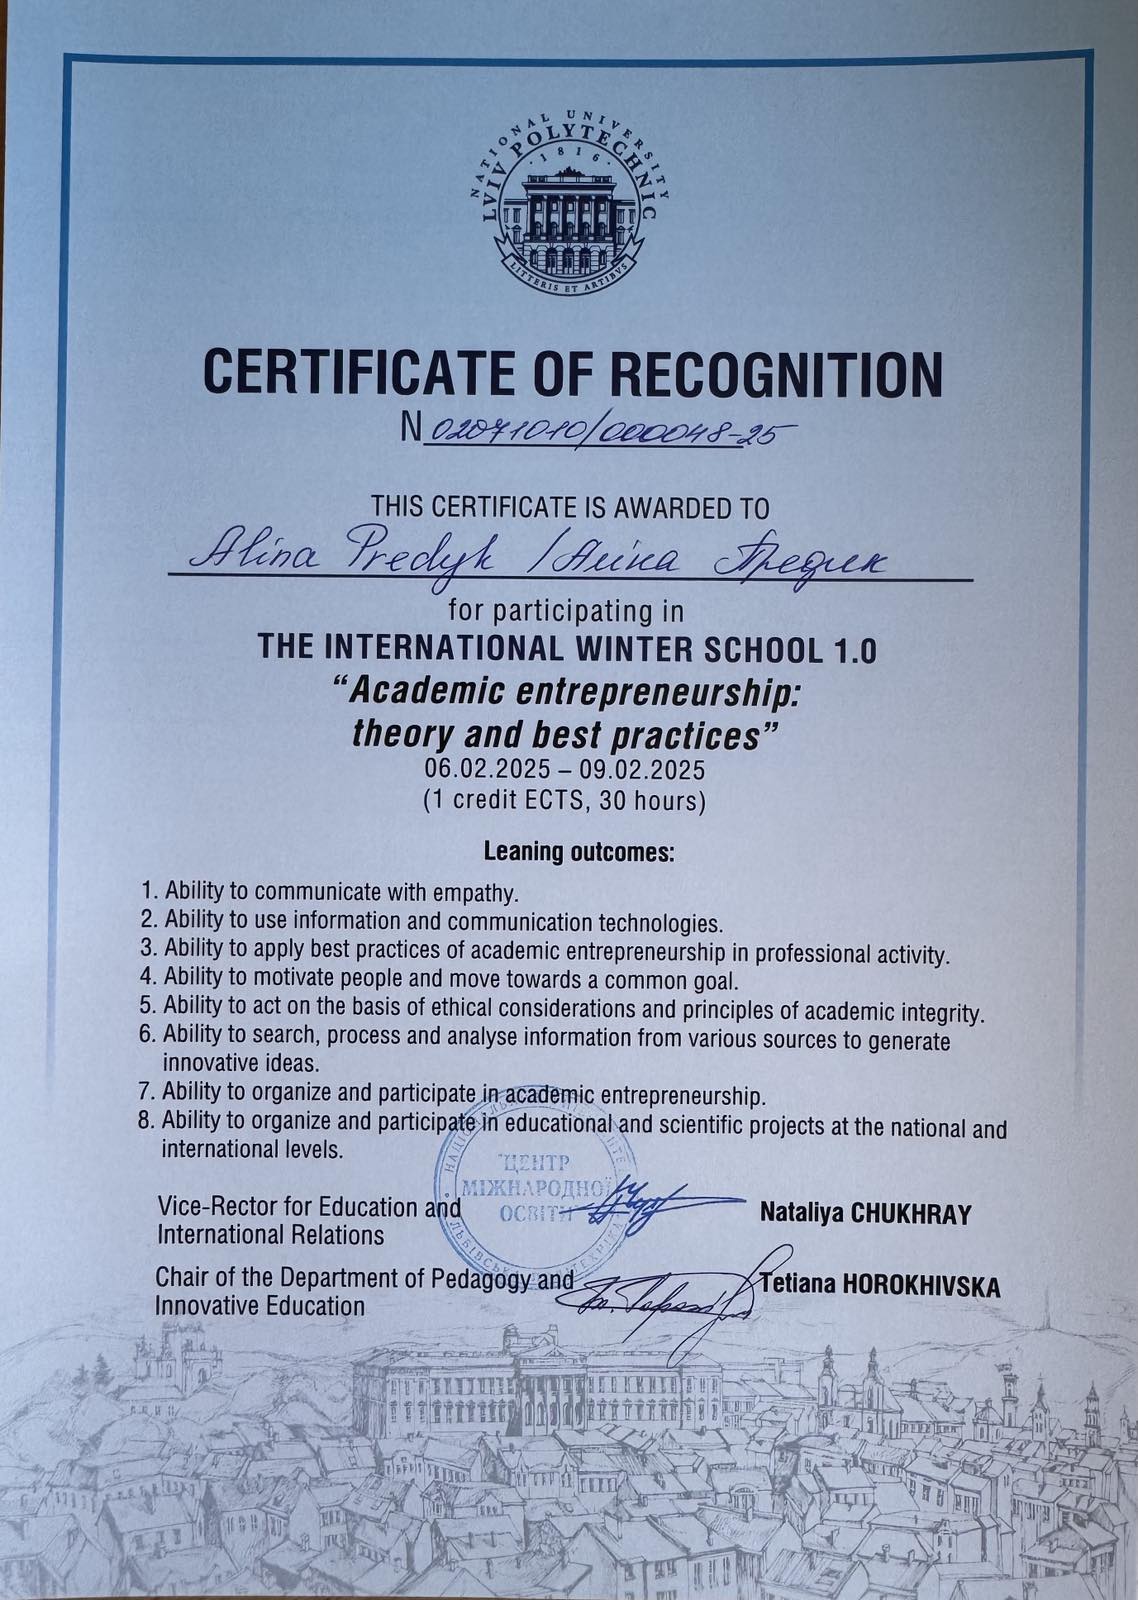 NATIONAL UNIVERSITY
LVIV POLYTECHNIC
· 1816 ·
LITTERIS ET ARTIBVS
CERTIFICATE OF RECOGNITION
N 02071010/000048-25
THIS CERTIFICATE IS AWARDED TO
Alina Predyk / Аліна Предик
for participating in
THE INTERNATIONAL WINTER SCHOOL 1.0
“Academic entrepreneurship:
theory and best practices”
06.02.2025 – 09.02.2025
(1 credit ECTS, 30 hours)
Leaning outcomes:
1. Ability to communicate with empathy.
2. Ability to use information and communication technologies.
3. Ability to apply best practices of academic entrepreneurship in professional activity.
4. Ability to motivate people and move towards a common goal.
5. Ability to act on the basis of ethical considerations and principles of academic integrity.
6. Ability to search, process and analyse information from various sources to generate
innovative ideas.
7. Ability to organize and participate in academic entrepreneurship.
8. Ability to organize and participate in educational and scientific projects at the national and
international levels.
"ЦЕНТР
МІЖНАРОДНОЇ
ОСВІТИ"
Vice-Rector for Education and
International Relations
Nataliya CHUKHRAY
Chair of the Department of Pedagogy and
Innovative Education
Tetiana HOROKHIVSKA